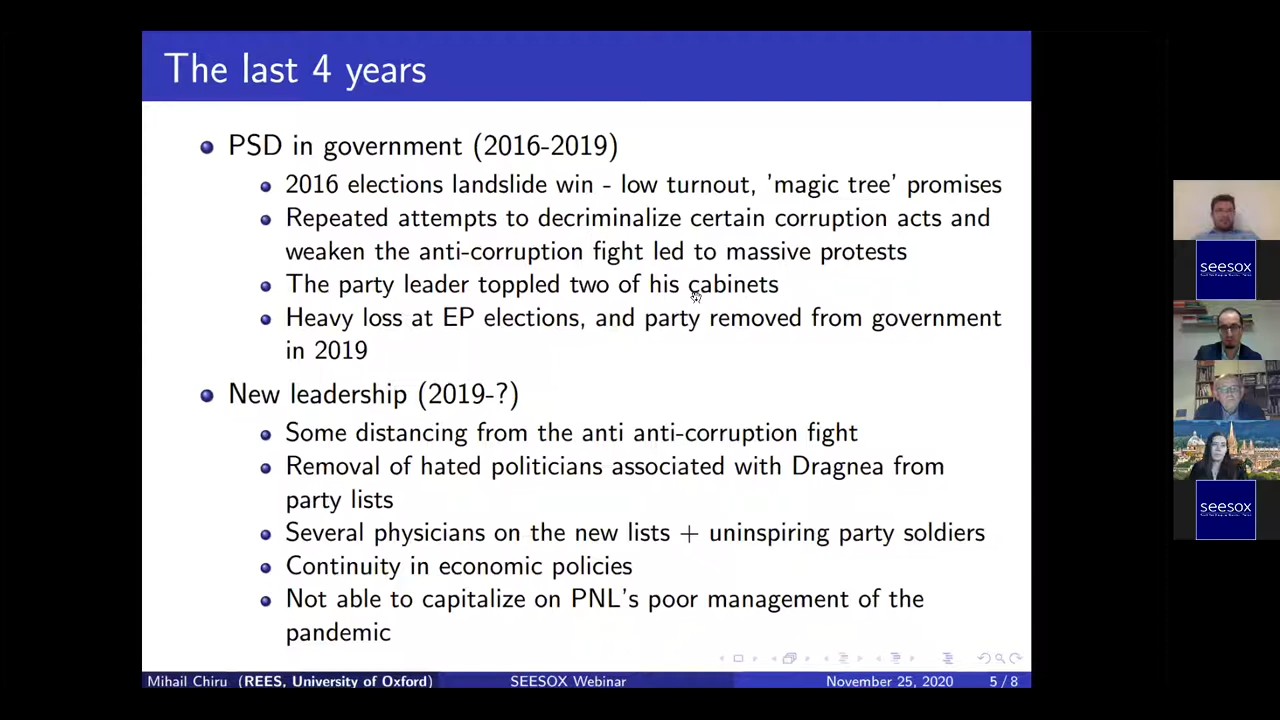 The last 4 years
PSD in government (2016-2019)
2016 elections landslide win - low turnout, 'magic tree' promises
Repeated attempts to decriminalize certain corruption acts and
weaken the anti-corruption fight led to massive protests
The party leader toppled two of his cabinets
Heavy loss at EP elections, and party removed from government
in 2019
New leadership (2019-?)
Some distancing from the anti anti-corruption fight
Removal of hated politicians associated with Dragnea from
party lists
Several physicians on the new lists + uninspiring party soldiers
Continuity in economic policies
Not able to capitalize on PNL's poor management of the
pandemic
Mihail Chiru (REES, University of Oxford) SEESOX Webinar November 25, 2020 5 / 8
seesox
seesox